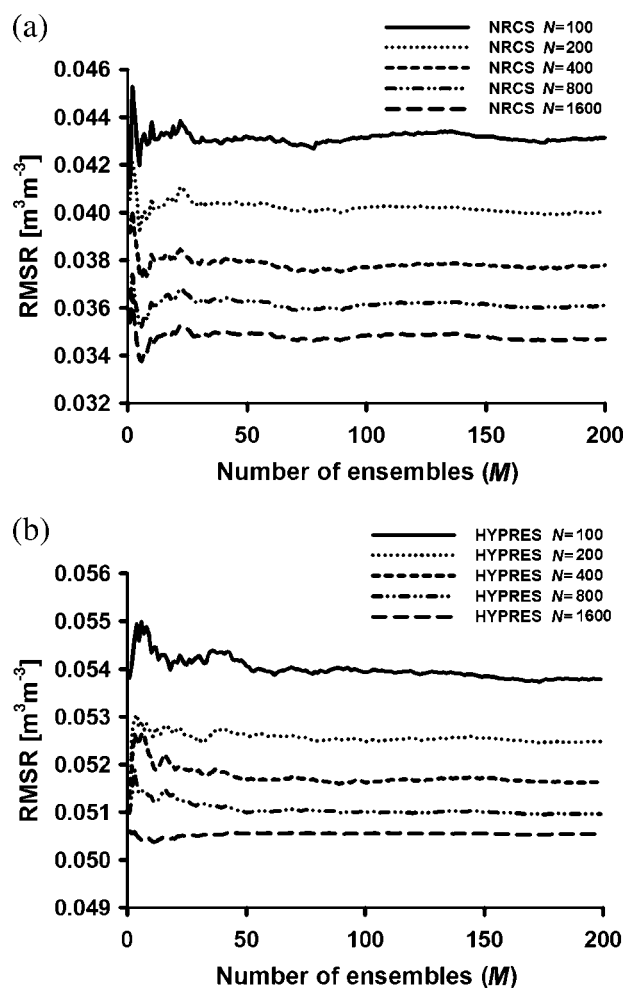 (a)
NRCS N=100
NRCS N=200
NRCS N=400
NRCS N=800
NRCS N=1600
0.046
0.044
0.042
0.040
0.038
0.036
0.034
0.032
RMSR [m³m⁻³]
0 50 100 150 200
Number of ensembles (M)
(b)
HYPRES N=100
HYPRES N=200
HYPRES N=400
HYPRES N=800
HYPRES N=1600
0.056
0.055
0.054
0.053
0.052
0.051
0.050
0.049
RMSR [m³m⁻³]
0 50 100 150 200
Number of ensembles (M)